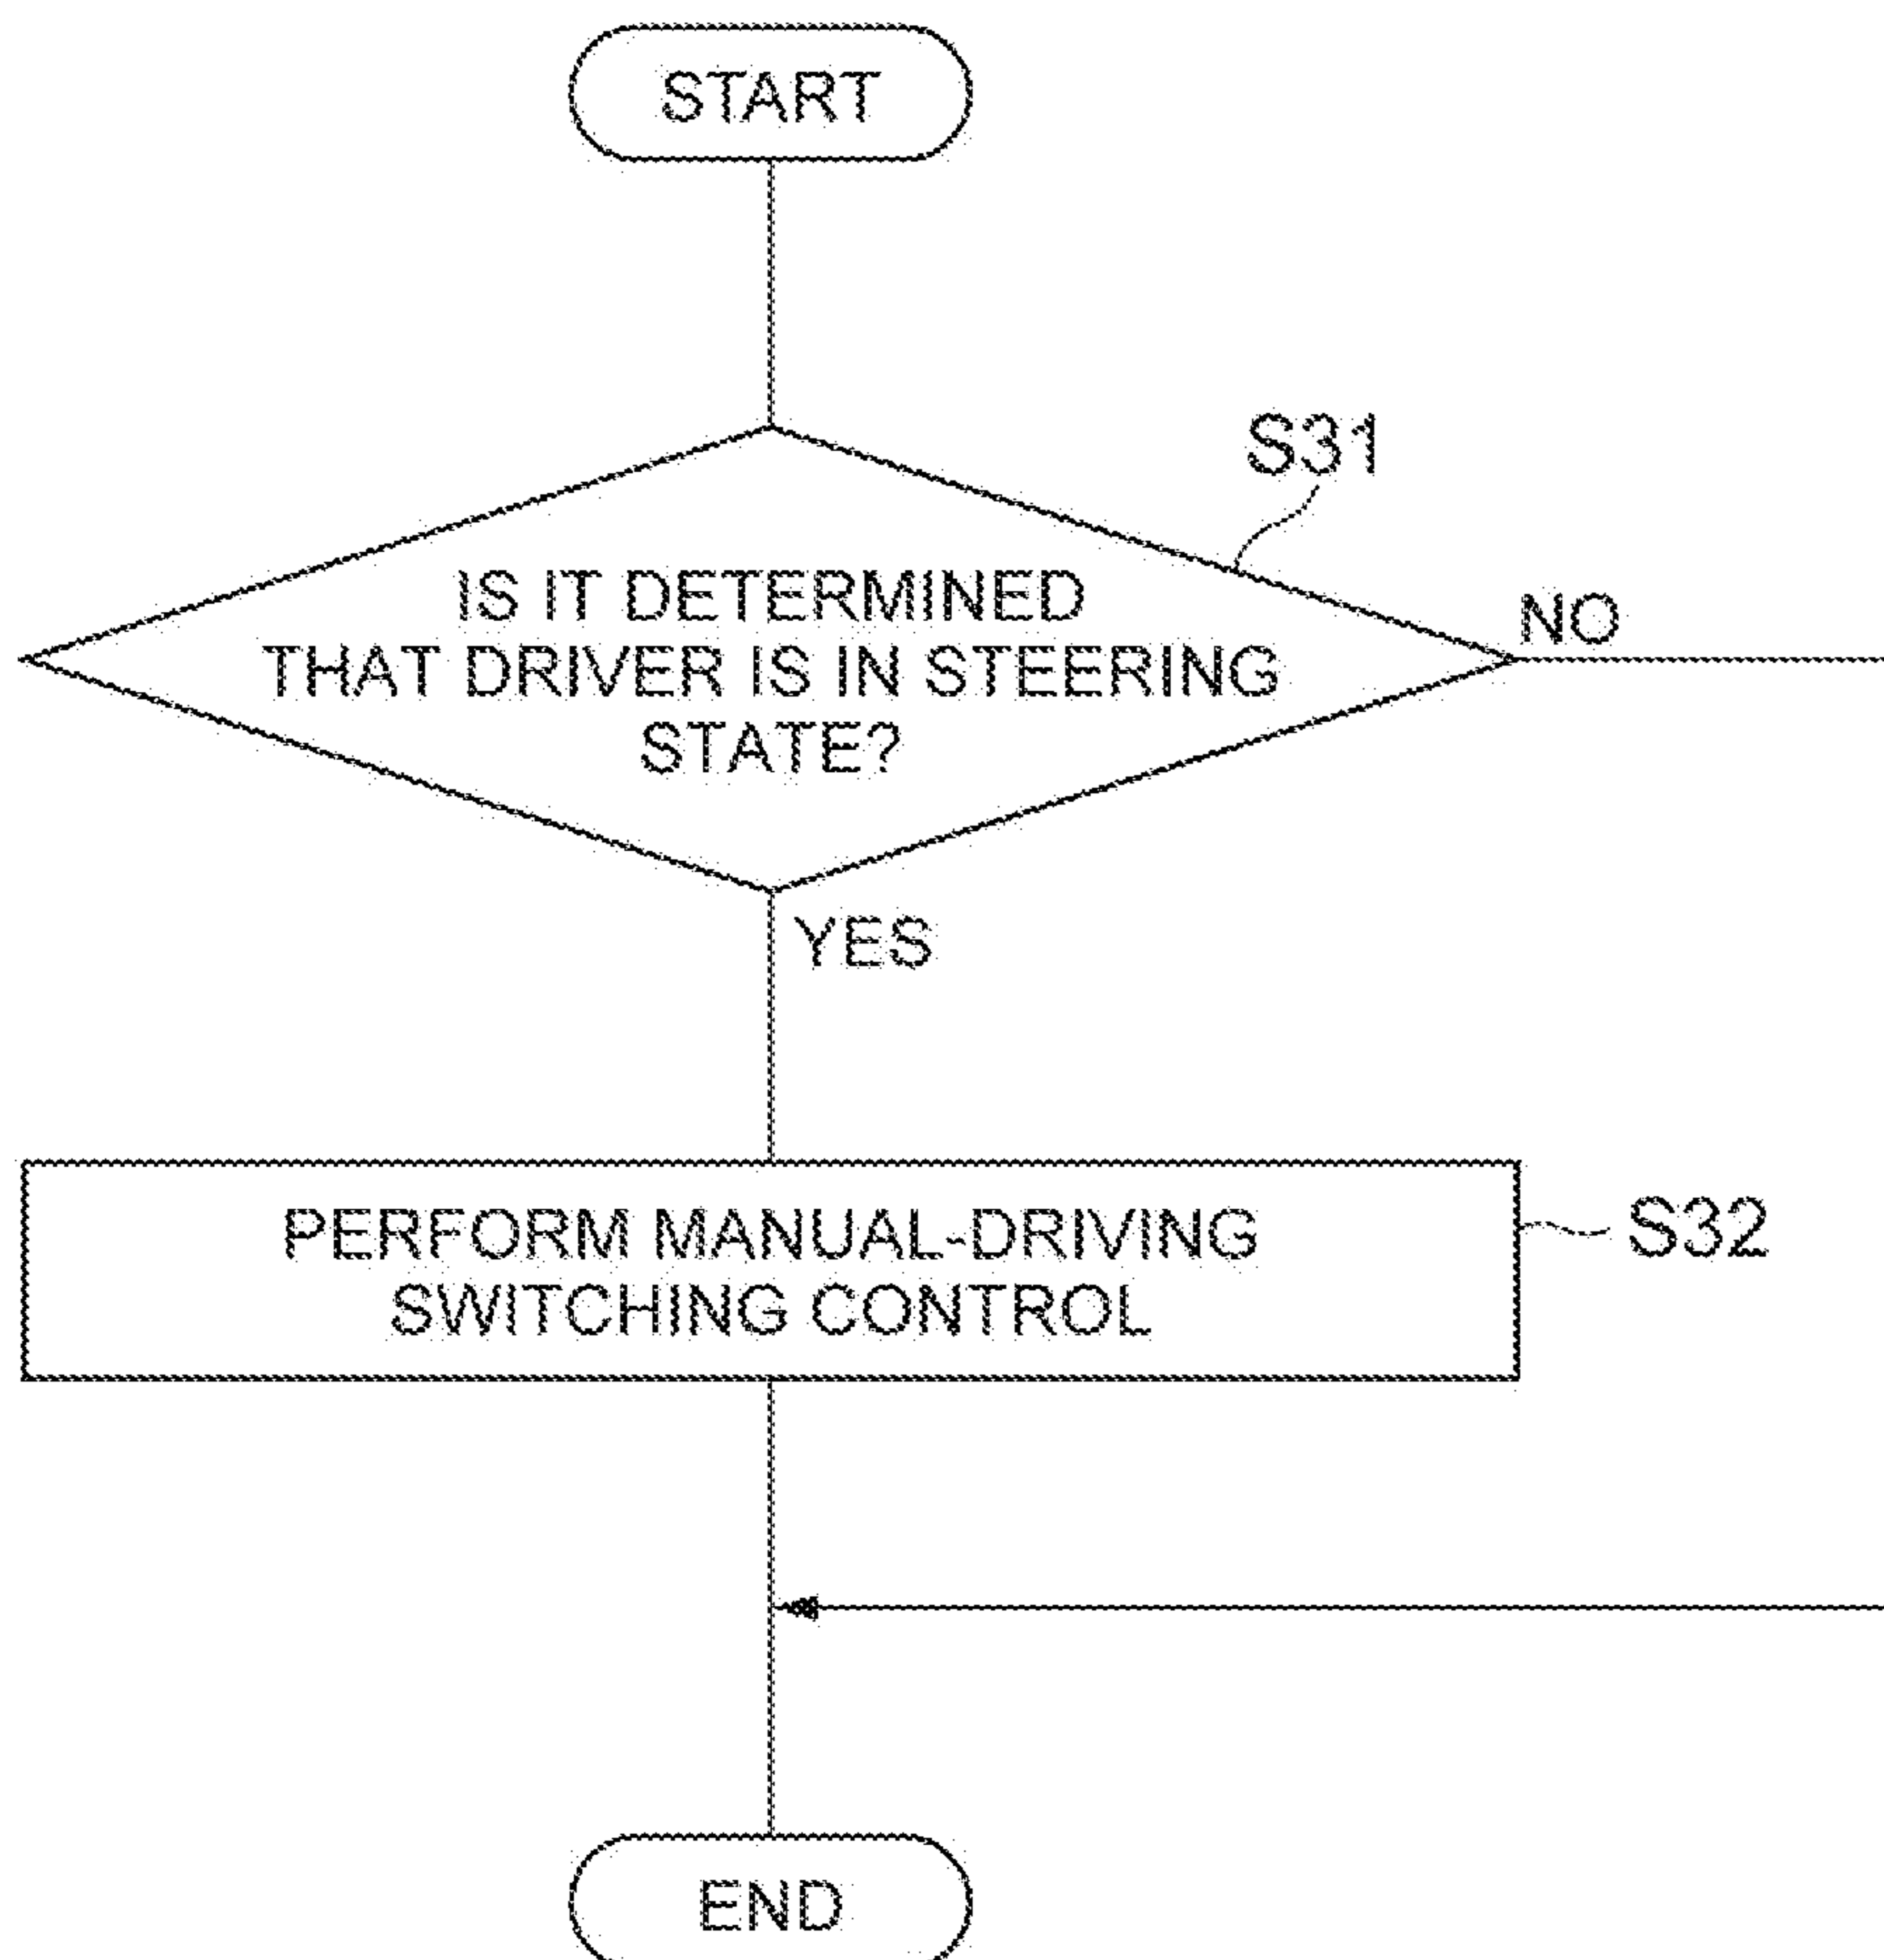 START
S31
IS IT DETERMINED
THAT DRIVER IS IN STEERING
STATE?
NO
YES
PERFORM MANUAL-DRIVING
SWITCHING CONTROL
S32
END